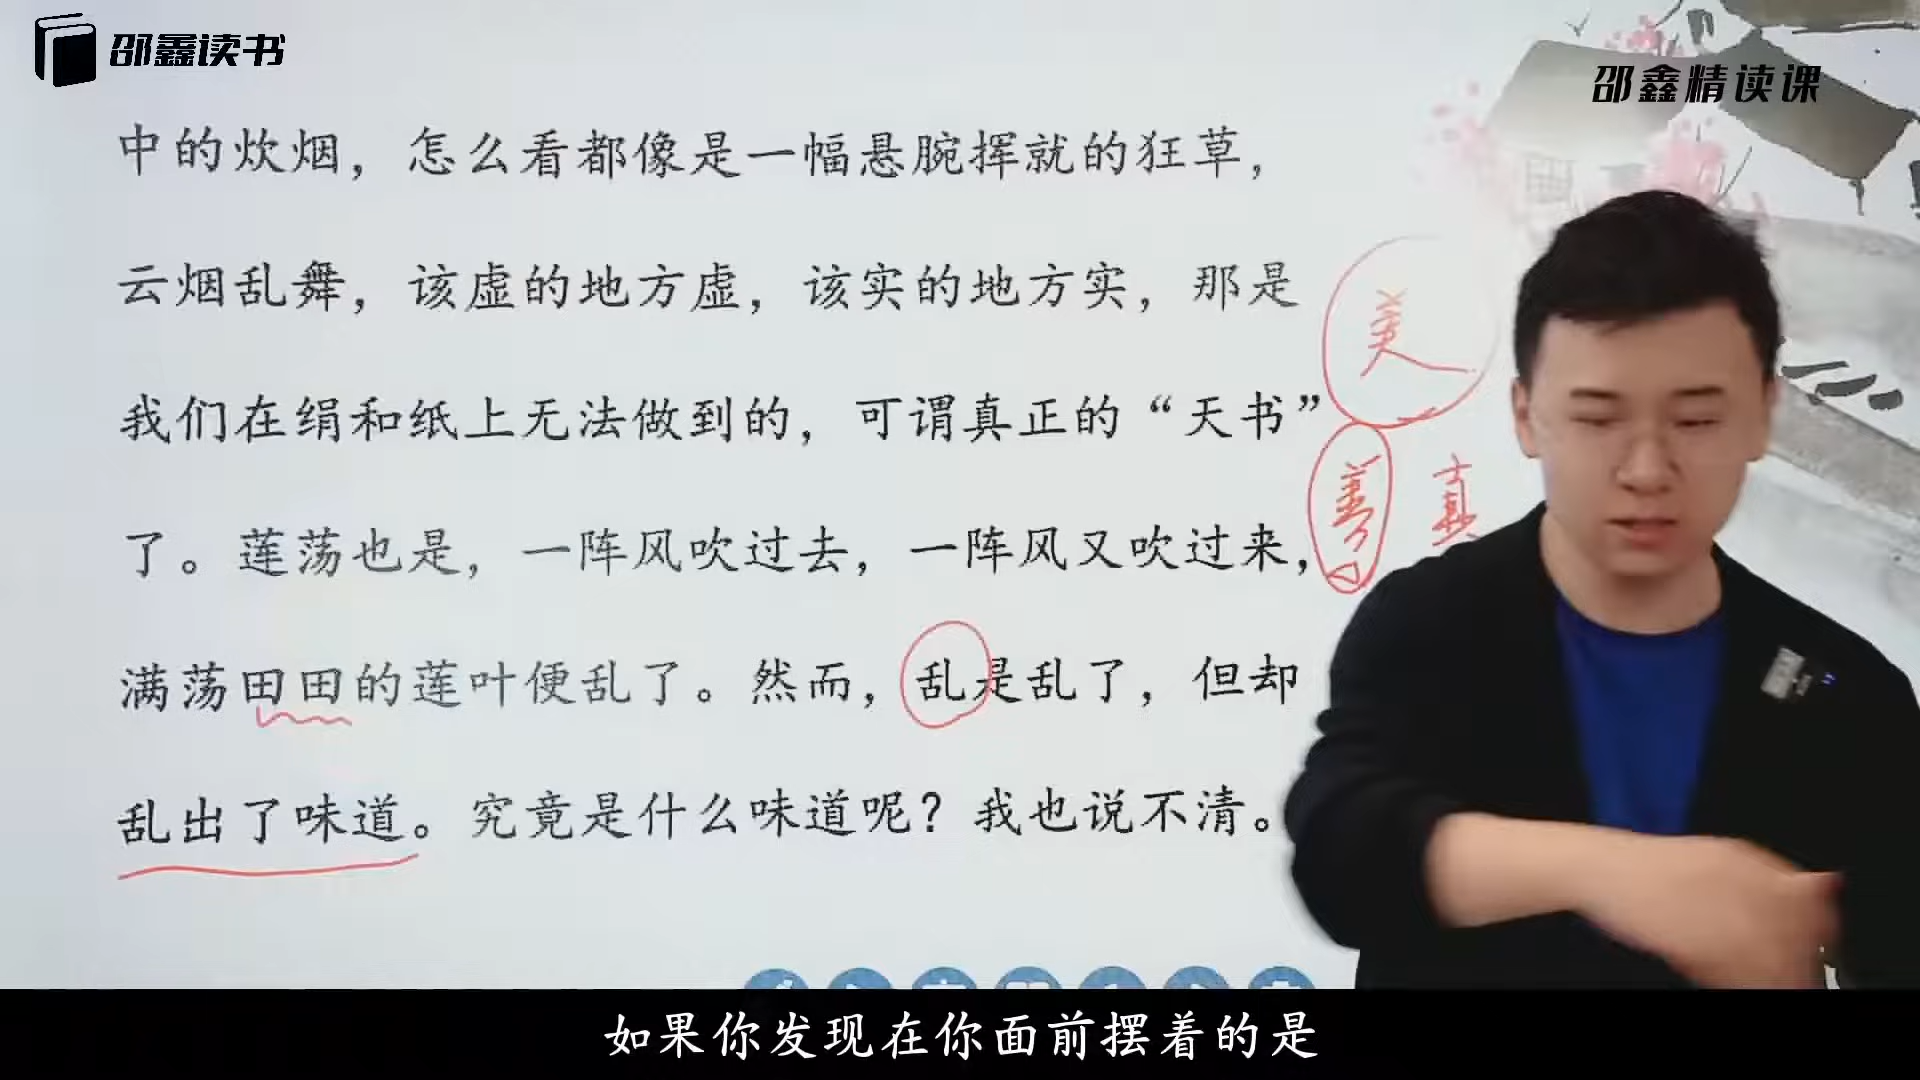 邵鑫读书
邵鑫精读课
中的炊烟，怎么看都像是一幅悬腕挥就的狂草，
云烟乱舞，该虚的地方虚，该实的地方实，那是
我们在绢和纸上无法做到的，可谓真正的“天书”
了。莲荡也是，一阵风吹过去，一阵风又吹过来，
满荡田田的莲叶便乱了。然而，乱是乱了，但却
乱出了味道。究竟是什么味道呢？我也说不清。
美
善
真
如果你发现在你面前摆着的是